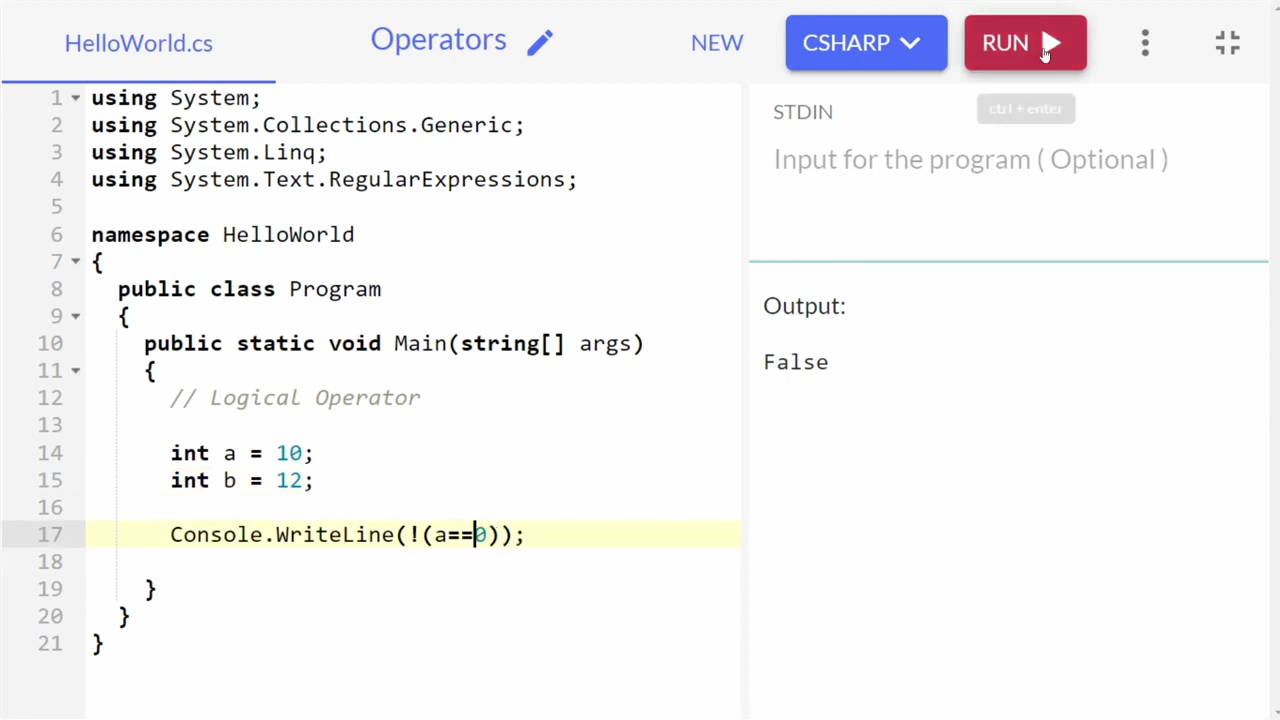 HelloWorld.cs
Operators
NEW
CSHARP
RUN
1 using System;
2 using System.Collections.Generic;
3 using System.Linq;
4 using System.Text.RegularExpressions;
5
6 namespace HelloWorld
7 {
8 public class Program
9 {
10 public static void Main(string[] args)
11 {
12 // Logical Operator
13
14 int a = 10;
15 int b = 12;
16
17 Console.WriteLine(!(a==0));
18
19 }
20 }
21 }
STDIN
ctrl + enter
Input for the program ( Optional )
Output:
False